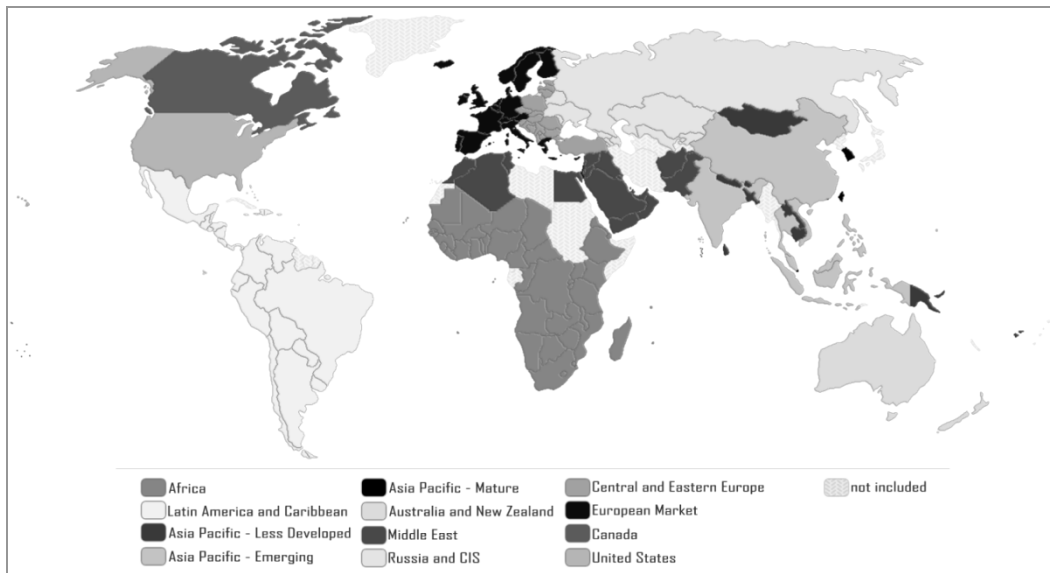 Africa
Latin America and Caribbean
Asia Pacific - Less Developed
Asia Pacific - Emerging
Asia Pacific - Mature
Australia and New Zealand
Middle East
Russia and CIS
Central and Eastern Europe
European Market
Canada
United States
not included